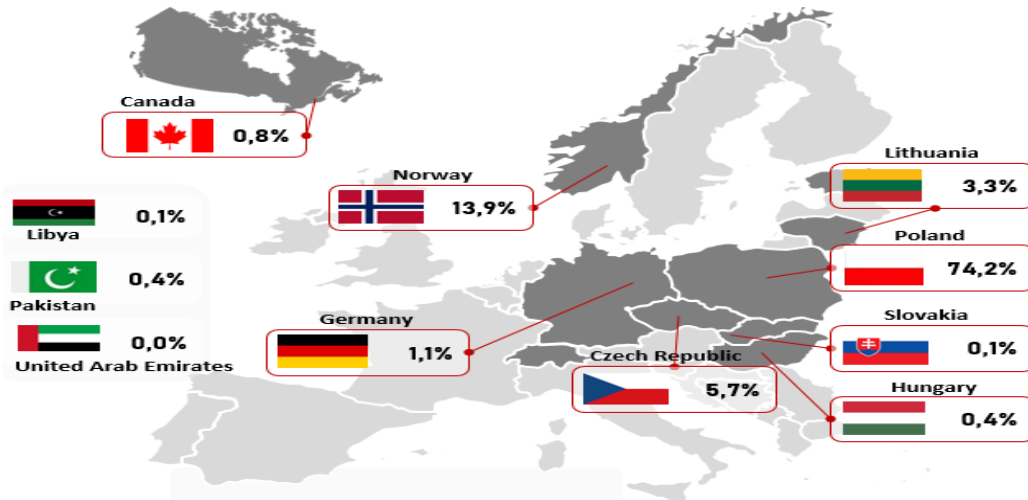 Canada
0,8%
Norway
13,9%
Lithuania
3,3%
0,1%
Libya
Poland
74,2%
0,4%
Pakistan
Germany
1,1%
Slovakia
0,1%
0,0%
United Arab Emirates
Czech Republic
5,7%
Hungary
0,4%